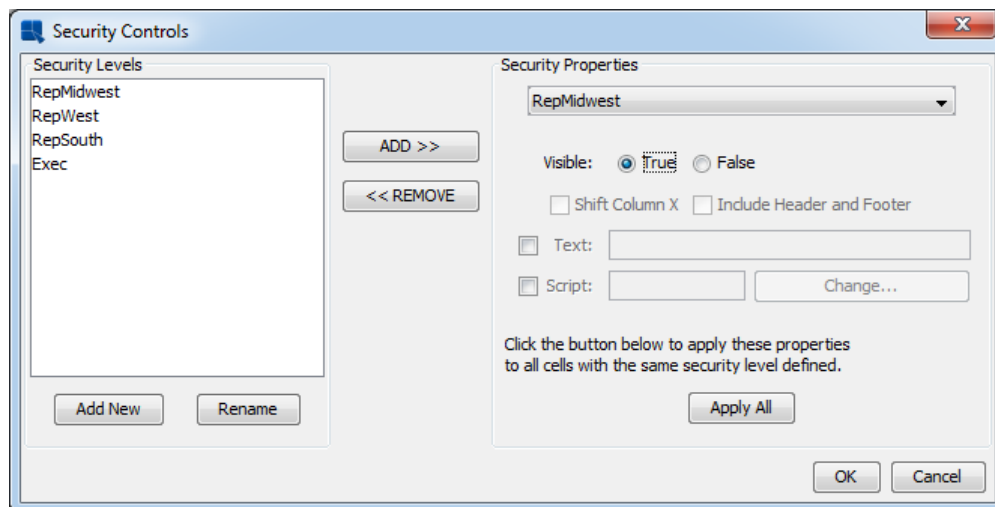 Security Controls
Security Levels
RepMidwest
RepWest
RepSouth
Exec
Add New
Rename
ADD >>
<< REMOVE
Security Properties
RepMidwest
Visible: True False
Shift Column X Include Header and Footer
Text:
Script: Change...
Click the button below to apply these properties
to all cells with the same security level defined.
Apply All
OK Cancel